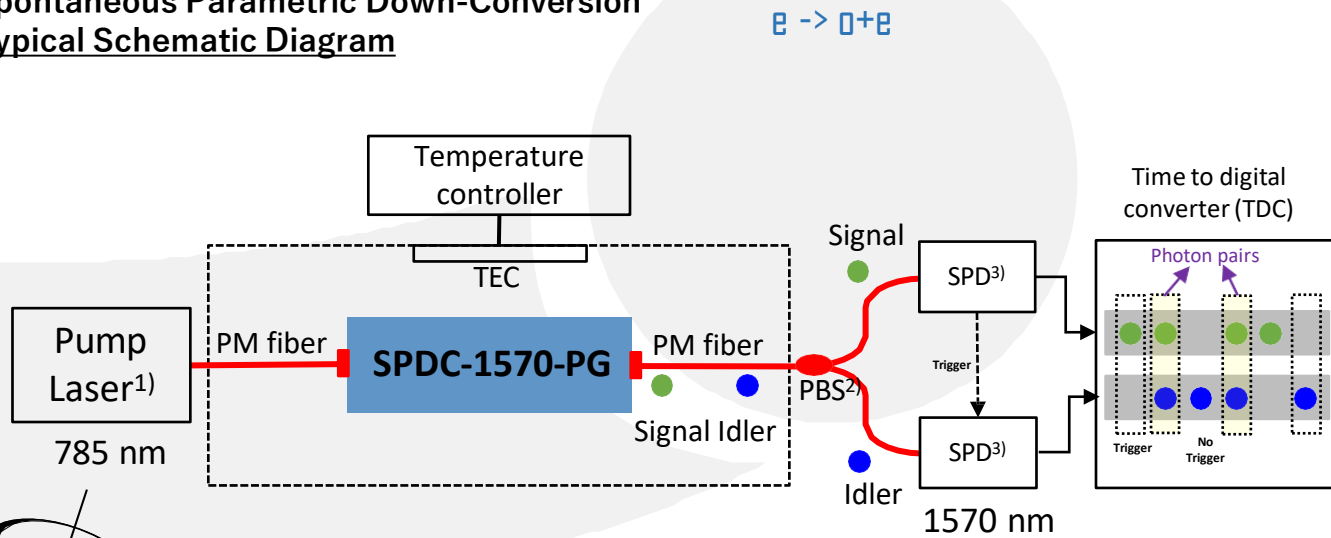 pontaneous Parametric Down-Conversion
ypical Schematic Diagram
e -> o+e
Temperature
controller
TEC
Time to digital
converter (TDC)
Signal
SPD3)
Photon pairs
Pump
Laser1)
PM fiber
SPDC-1570-PG
PM fiber
Trigger
PBS2)
Signal Idler
785 nm
SPD3)
Trigger
No
Trigger
Idler
1570 nm